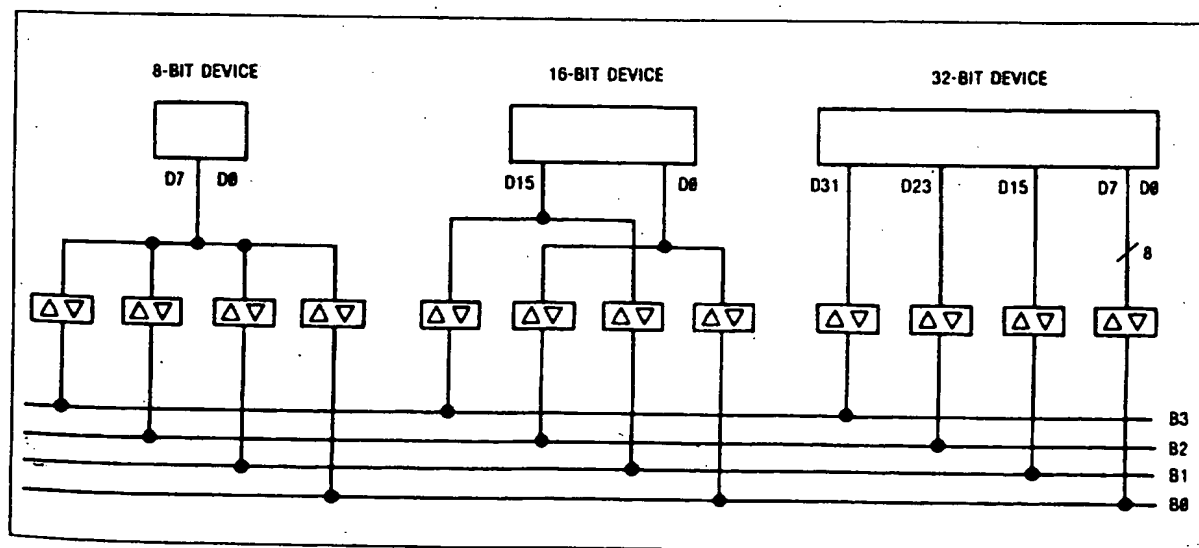 8-BIT DEVICE
16-BIT DEVICE
32-BIT DEVICE
D7 D0
D15 D0
D31 D23 D15 D7 D0
8
B3
B2
B1
B0